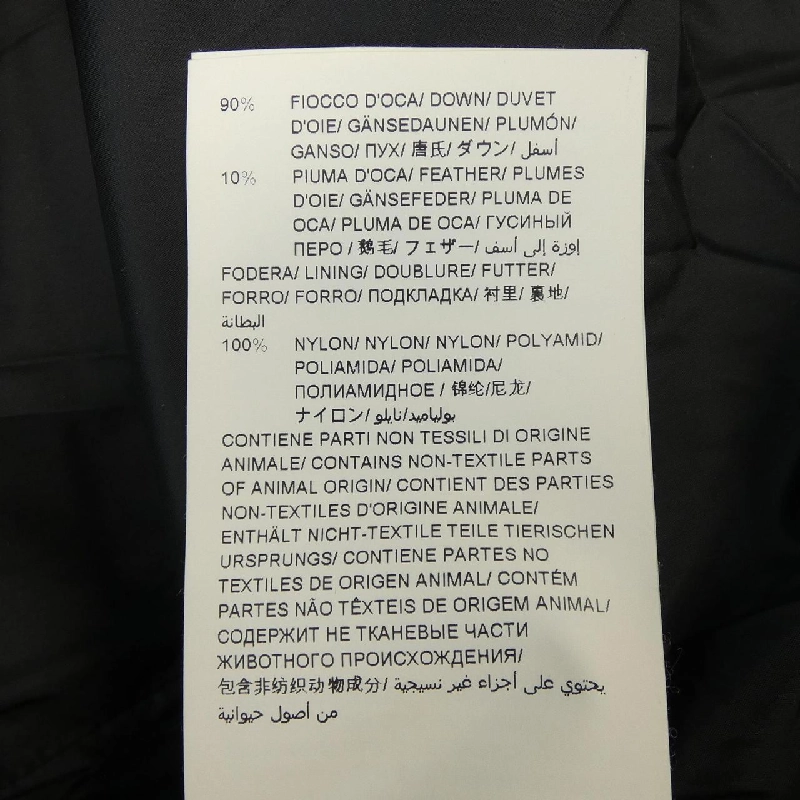 90% FIOCCO D'OCA/ DOWN/ DUVET
D'OIE/ GÄNSEDAUNEN/ PLUMÓN/
GANSO/ ПУХ/ 唐氏/ ダウン/ أسفل
10% PIUMA D'OCA/ FEATHER/ PLUMES
D'OIE/ GÄNSEFEDER/ PLUMA DE
OCA/ PLUMA DE OCA/ ГУСИНЫЙ
ПЕРО / 鹅毛/ フェザー/ إوزة إلى أسف
FODERA/ LINING/ DOUBLURE/ FUTTER/
FORRO/ FORRO/ ПОДКЛАДКА/ 衬里/ 裏地/
البطانة
100% NYLON/ NYLON/ NYLON/ POLYAMID/
POLIAMIDA/ POLIAMIDA/
ПОЛИАМИДНОЕ / 锦纶/尼龙/
ナイロン/ بولياميد/نايلو
CONTIENE PARTI NON TESSILI DI ORIGINE
ANIMALE/ CONTAINS NON-TEXTILE PARTS
OF ANIMAL ORIGIN/ CONTIENT DES PARTIES
NON-TEXTILES D'ORIGINE ANIMALE/
ENTHÄLT NICHT-TEXTILE TEILE TIERISCHEN
URSPRUNGS/ CONTIENE PARTES NO
TEXTILES DE ORIGEN ANIMAL/ CONTÉM
PARTES NÃO TÊXTEIS DE ORIGEM ANIMAL/
СОДЕРЖИТ НЕ ТКАНЕВЫЕ ЧАСТИ
ЖИВОТНОГО ПРОИСХОЖДЕНИЯ/
包含非纺织动物成分/ يحتوي على أجزاء غير نسيجية
من أصول حيوانية